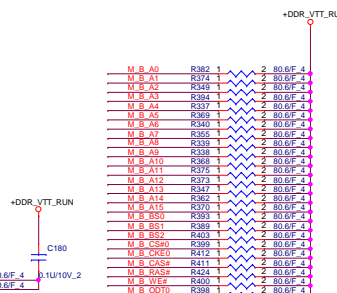 +DDR_VTT_RU
M_B_A0 R382 1 2 80.6/F_4
M_B_A1 R374 1 2 80.6/F_4
M_B_A2 R349 1 2 80.6/F_4
M_B_A3 R394 1 2 80.6/F_4
M_B_A4 R337 1 2 80.6/F_4
M_B_A5 R369 1 2 80.6/F_4
M_B_A6 R340 1 2 80.6/F_4
M_B_A7 R355 1 2 80.6/F_4
M_B_A8 R339 1 2 80.6/F_4
M_B_A9 R338 1 2 80.6/F_4
M_B_A10 R368 1 2 80.6/F_4
M_B_A11 R375 1 2 80.6/F_4
M_B_A12 R373 1 2 80.6/F_4
M_B_A13 R347 1 2 80.6/F_4
M_B_A14 R362 1 2 80.6/F_4
M_B_A15 R370 1 2 80.6/F_4
M_B_BS0 R393 1 2 80.6/F_4
M_B_BS1 R389 1 2 80.6/F_4
M_B_BS2 R403 1 2 80.6/F_4
M_B_CS#0 R399 1 2 80.6/F_4
M_B_CKE0 R412 1 2 80.6/F_4
M_B_CAS# R411 1 2 80.6/F_4
M_B_RAS# R424 1 2 80.6/F_4
M_B_WE# R400 1 2 80.6/F_4
M_B_ODT0 R398 1 2 80.6/F_4
+DDR_VTT_RUN
C180
0.1U/10V_2
0.6/F_4
0.6/F_4